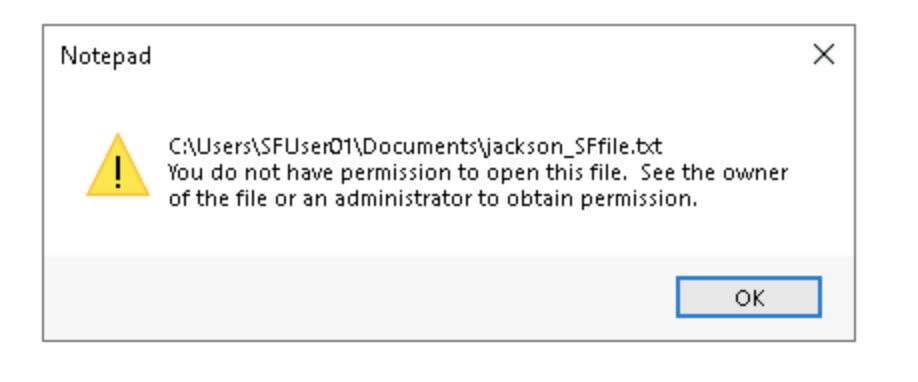 Notepad
C:\Users\SFUser01\Documents\jackson_SFfile.txt
You do not have permission to open this file.  See the owner
of the file or an administrator to obtain permission.
OK